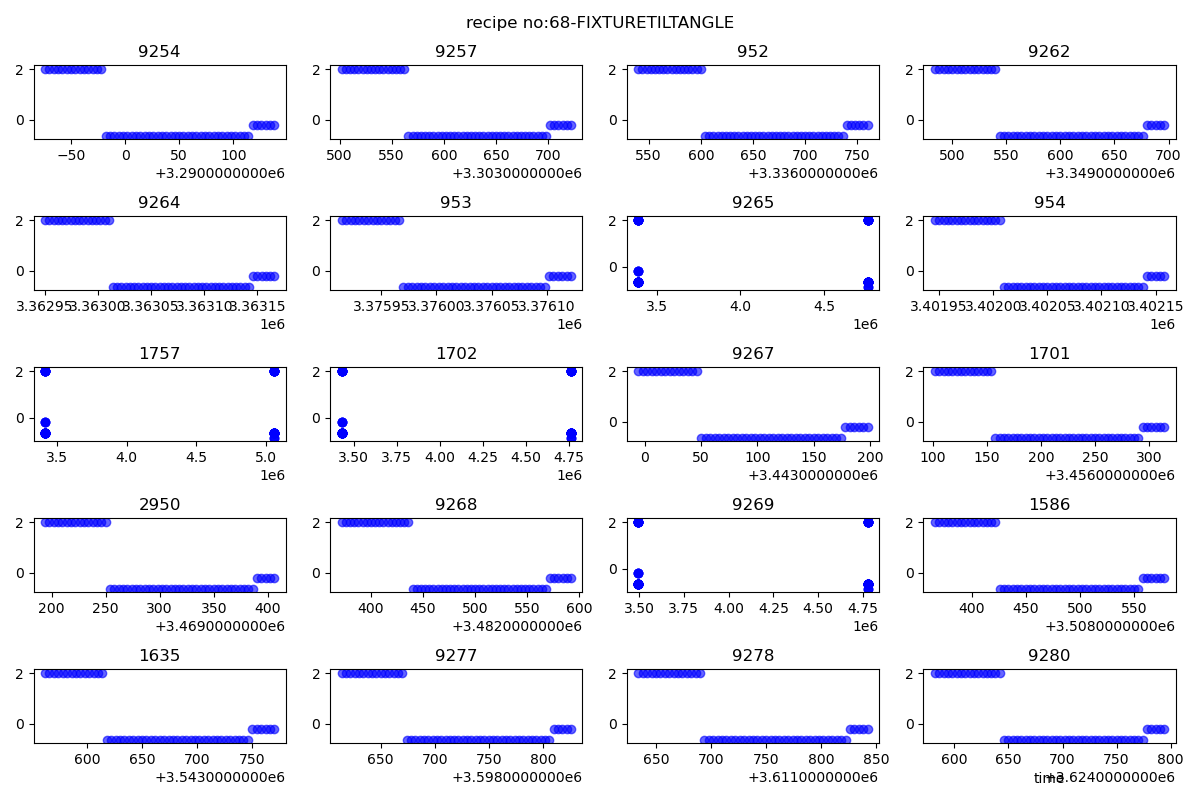 recipe no:68-FIXTURETILTANGLE
9254 9257 952 9262
2 2 2 2
0 0 0 0
−50 0 50 100 500 550 600 650 700 550 600 650 700 750 500 550 600 650 700
+3.2900000000e6 +3.3030000000e6 +3.3360000000e6 +3.3490000000e6
9264 953 9265 954
2 2 2 2
0 0 0 0
3.36295 3.36300 3.36305 3.36310 3.36315 3.37595 3.37600 3.37605 3.37610 3.5 4.0 4.5 3.40195 3.40200 3.40205 3.40210 3.40215
1e6 1e6 1e6 1e6
1757 1702 9267 1701
2 2 2 2
0 0 0 0
3.5 4.0 4.5 5.0 3.50 3.75 4.00 4.25 4.50 4.75 0 50 100 150 200 100 150 200 250 300
1e6 1e6 +3.4430000000e6 +3.4560000000e6
2950 9268 9269 1586
2 2 2 2
0 0 0 0
200 250 300 350 400 400 450 500 550 600 3.50 3.75 4.00 4.25 4.50 4.75 400 450 500 550
+3.4690000000e6 +3.4820000000e6 1e6 +3.5080000000e6
1635 9277 9278 9280
2 2 2 2
0 0 0 0
600 650 700 750 650 700 750 800 650 700 750 800 850 600 650 700 750 800
+3.5430000000e6 +3.5980000000e6 +3.6110000000e6 time +3.6240000000e6